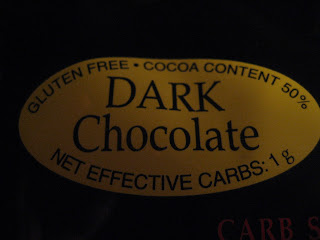 GLUTEN FREE • COCOA CONTENT 50%
DARK
Chocolate
NET EFFECTIVE CARBS: 1 g
CARB S